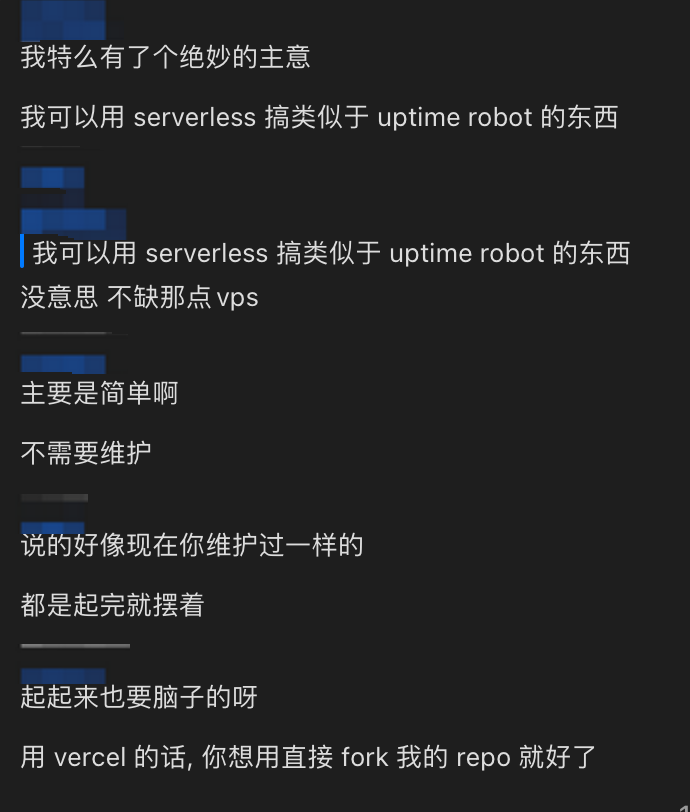 我特么有了个绝妙的主意
我可以用 serverless 搞类似于 uptime robot 的东西
我可以用 serverless 搞类似于 uptime robot 的东西
没意思 不缺那点vps
主要是简单啊
不需要维护
说的好像现在你维护过一样的
都是起完就摆着
起起来也要脑子的呀
用 vercel 的话, 你想用直接 fork 我的 repo 就好了